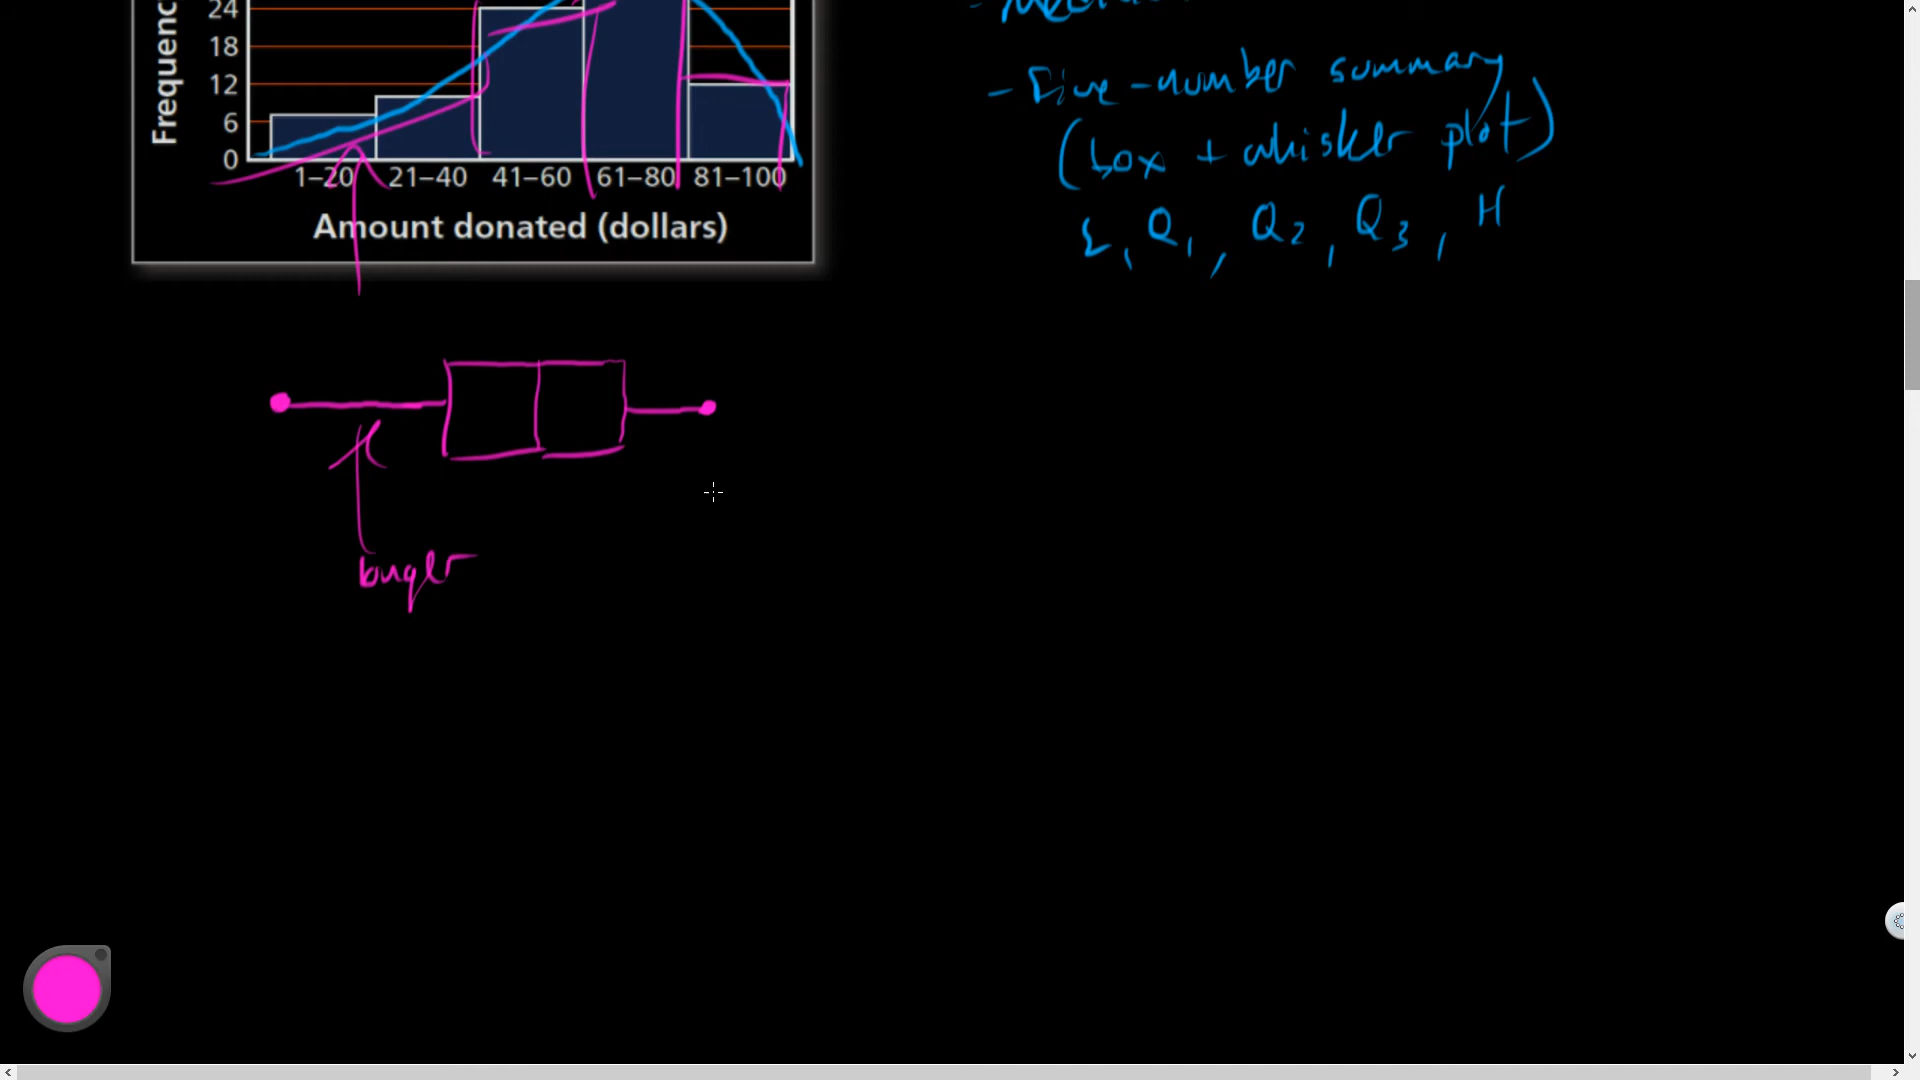 Frequenc
24
18
12
6
0
1–20 21–40 41–60 61–80 81–100
Amount donated (dollars)
- Five-number summary
(box + whisker plot)
L, Q1, Q2, Q3, H
longer